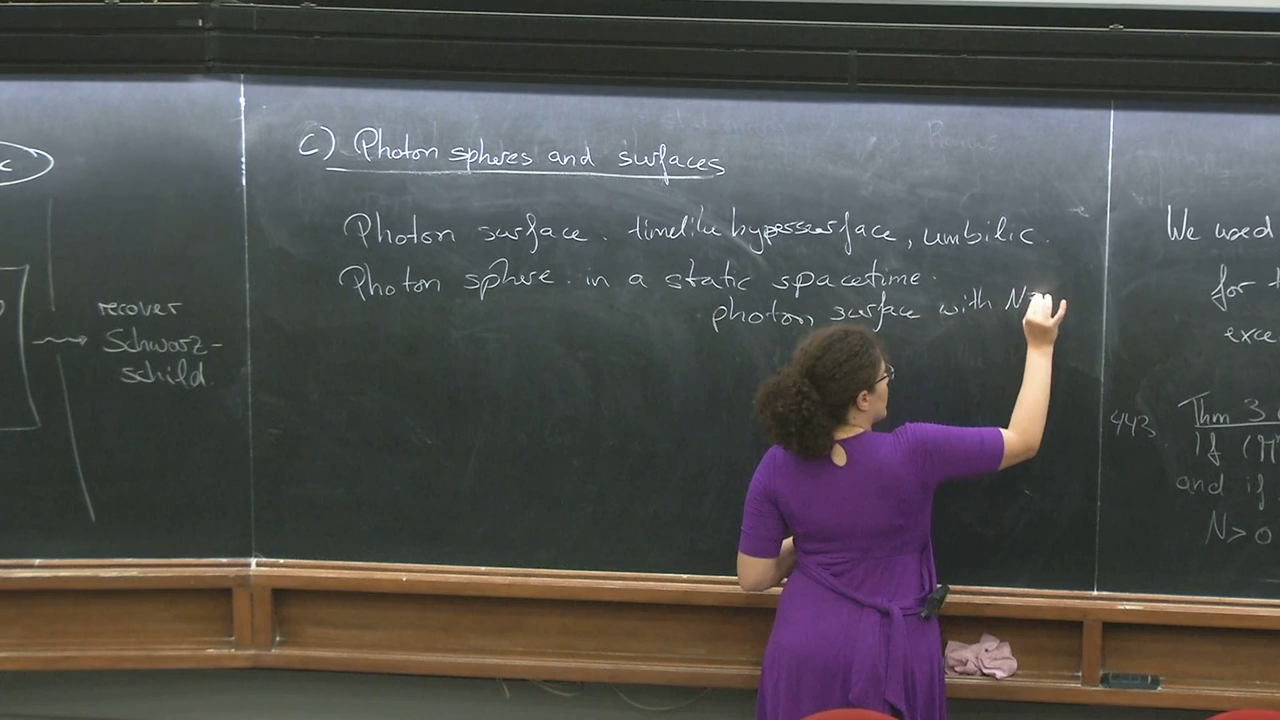 c
recover
Schwarz-
schild.
c) Photon spheres and surfaces
Photon surface. timelike hypersurface, umbilic.
Photon sphere. in a static spacetime.
photon surface with N
We used
for
exce
443
Thm 3
If (M
and if
N>0